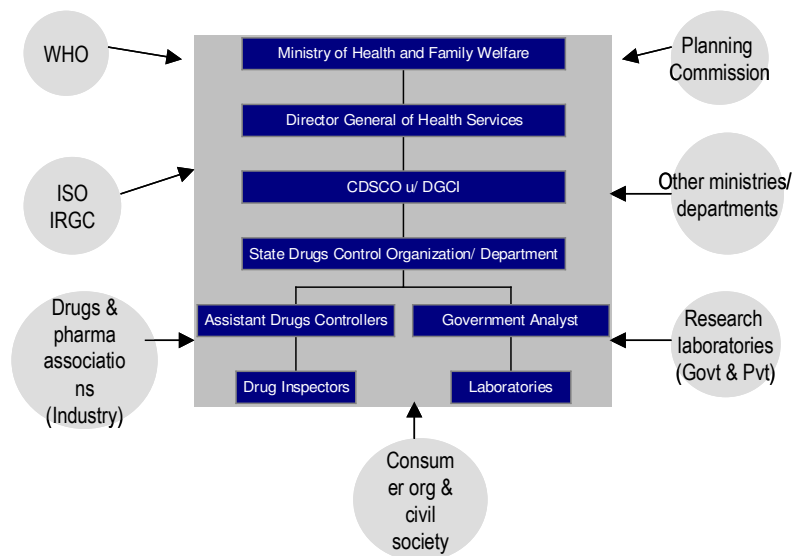 WHO
Ministry of Health and Family Welfare
Planning
Commission
Director General of Health Services
ISO
IRGC
CDSCO u/ DGCI
Other ministries/
departments
State Drugs Control Organization/ Department
Drugs &
pharma
associatio
ns
(Industry)
Assistant Drugs Controllers
Government Analyst
Research
laboratories
(Govt & Pvt)
Drug Inspectors
Laboratories
Consum
er org &
civil
society